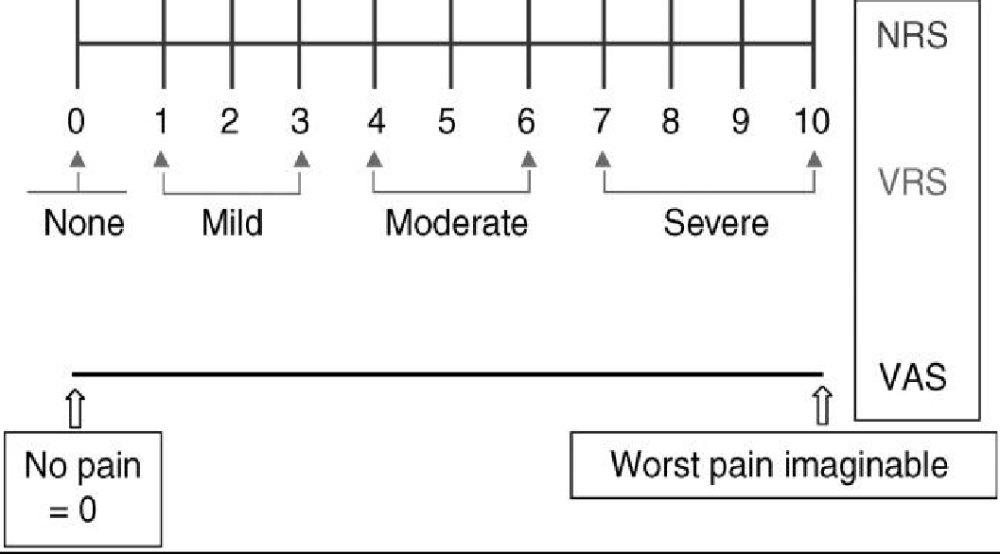 NRS
0 1 2 3 4 5 6 7 8 9 10
VRS
None Mild Moderate Severe
VAS
No pain
= 0
Worst pain imaginable